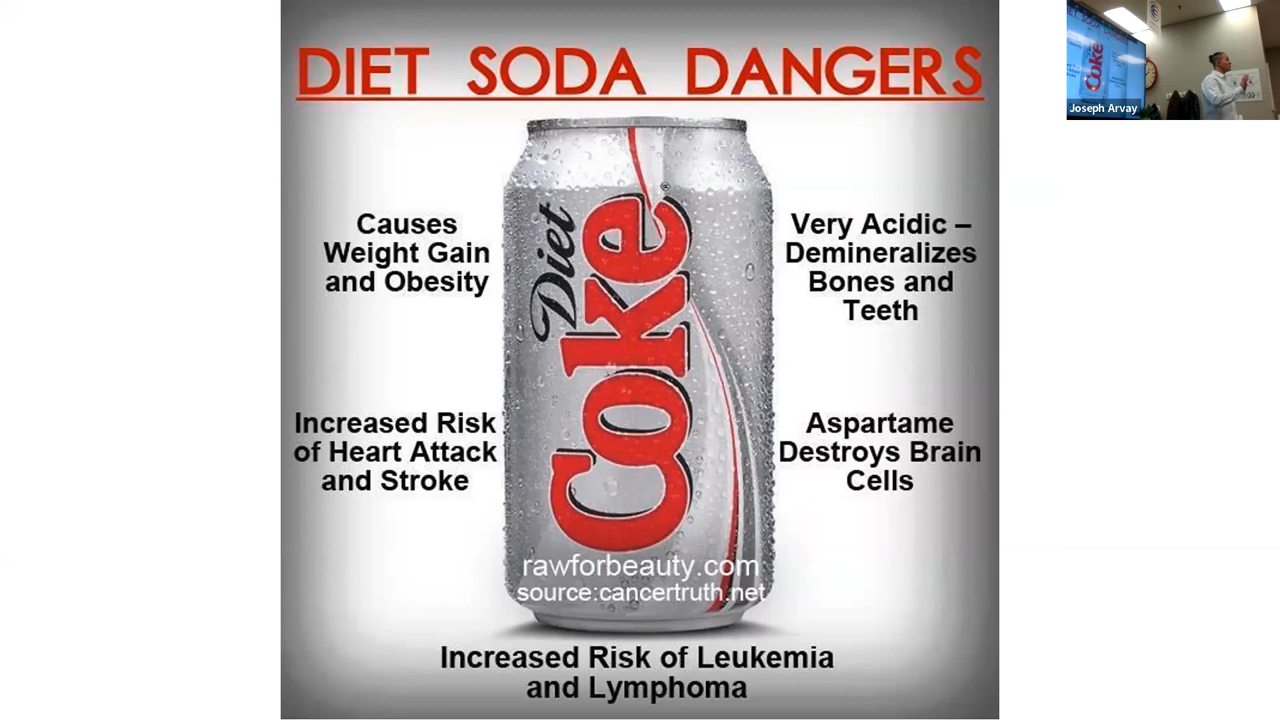 DIET SODA DANGERS
Causes
Weight Gain
and Obesity
Very Acidic –
Demineralizes
Bones and
Teeth
Diet
Coke
®
Increased Risk
of Heart Attack
and Stroke
Aspartame
Destroys Brain
Cells
rawforbeauty.com
source:cancertruth.net
Increased Risk of Leukemia
and Lymphoma
Coke
Joseph Arvay